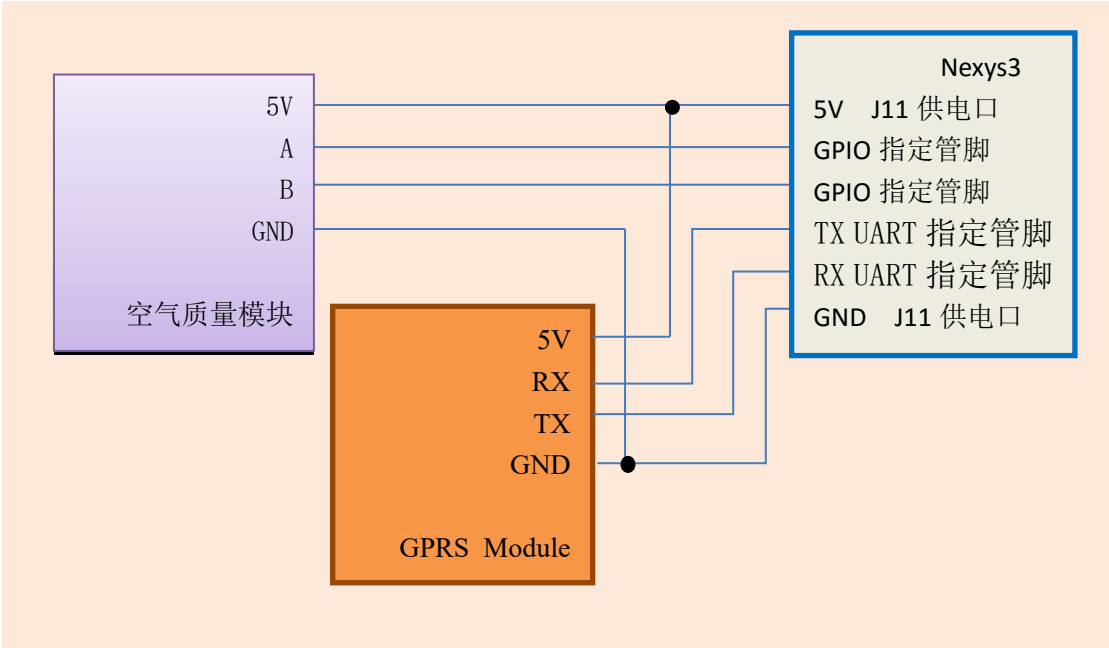 5V
A
B
GND
空气质量模块
5V
RX
TX
GND
GPRS Module
Nexys3
5V J11 供电口
GPIO 指定管脚
GPIO 指定管脚
TX UART 指定管脚
RX UART 指定管脚
GND J11 供电口